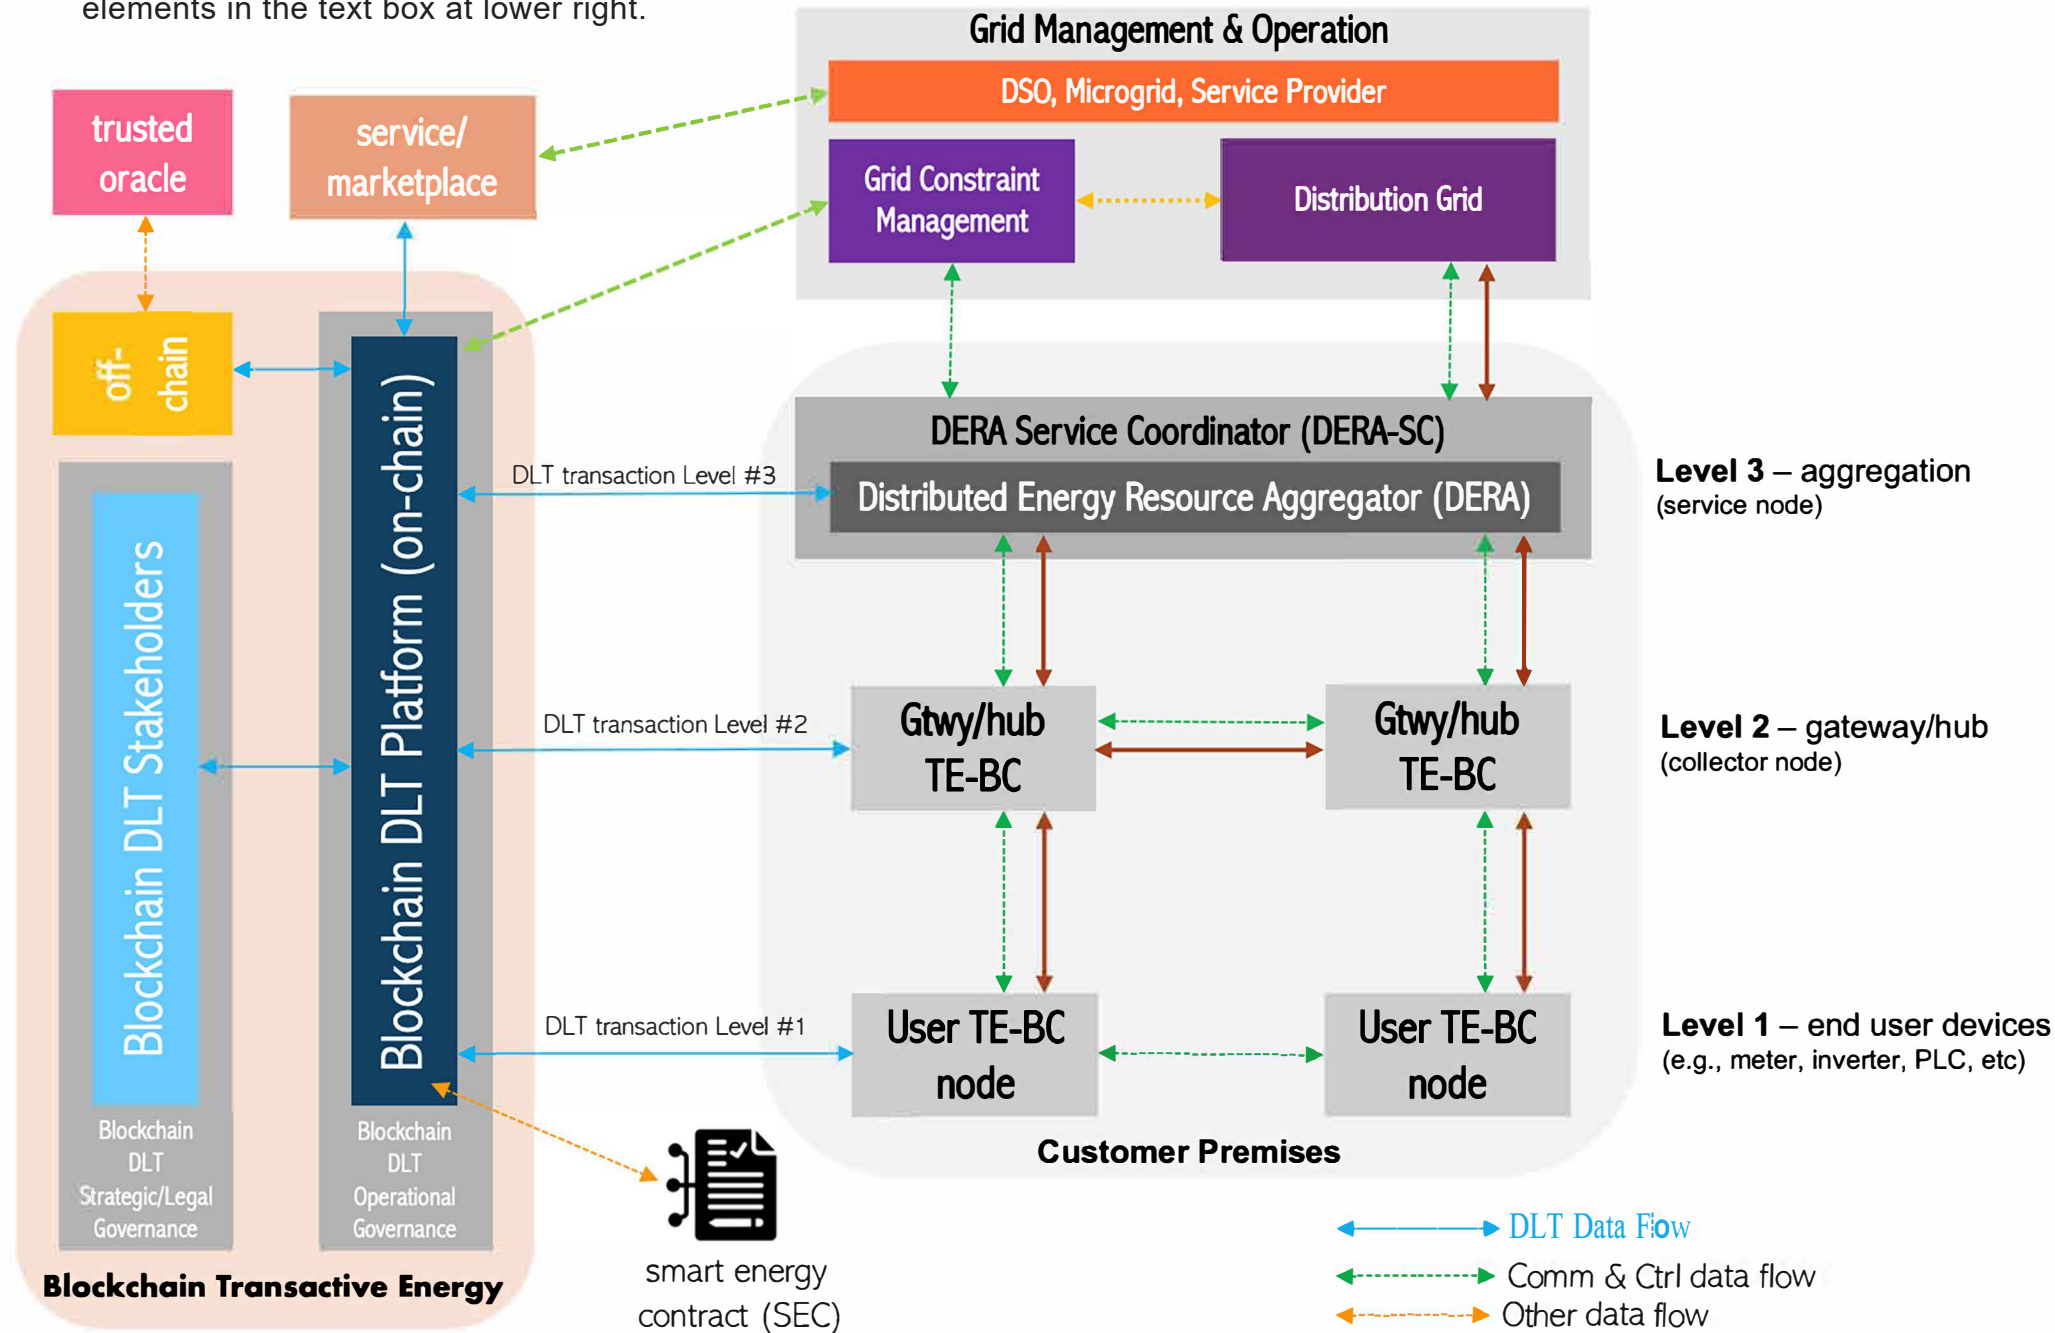 elements in the text box at lower right.
Grid Management & Operation
DSO, Microgrid, Service Provider
trusted
oracle
service/
marketplace
Grid Constraint
Management
Distribution Grid
off-
chain
Blockchain DLT Stakeholders
Blockchain DLT Platform (on-chain)
DERA Service Coordinator (DERA-SC)
DLT transaction Level #3
Distributed Energy Resource Aggregator (DERA)
Level 3 – aggregation
(service node)
DLT transaction Level #2
Gtwy/hub
TE-BC
Gtwy/hub
TE-BC
Level 2 – gateway/hub
(collector node)
DLT transaction Level #1
User TE-BC
node
User TE-BC
node
Level 1 – end user devices
(e.g., meter, inverter, PLC, etc)
Customer Premises
Blockchain
DLT
Strategic/Legal
Governance
Blockchain
DLT
Operational
Governance
Blockchain Transactive Energy
smart energy
contract (SEC)
DLT Data Flow
Comm & Ctrl data flow
Other data flow